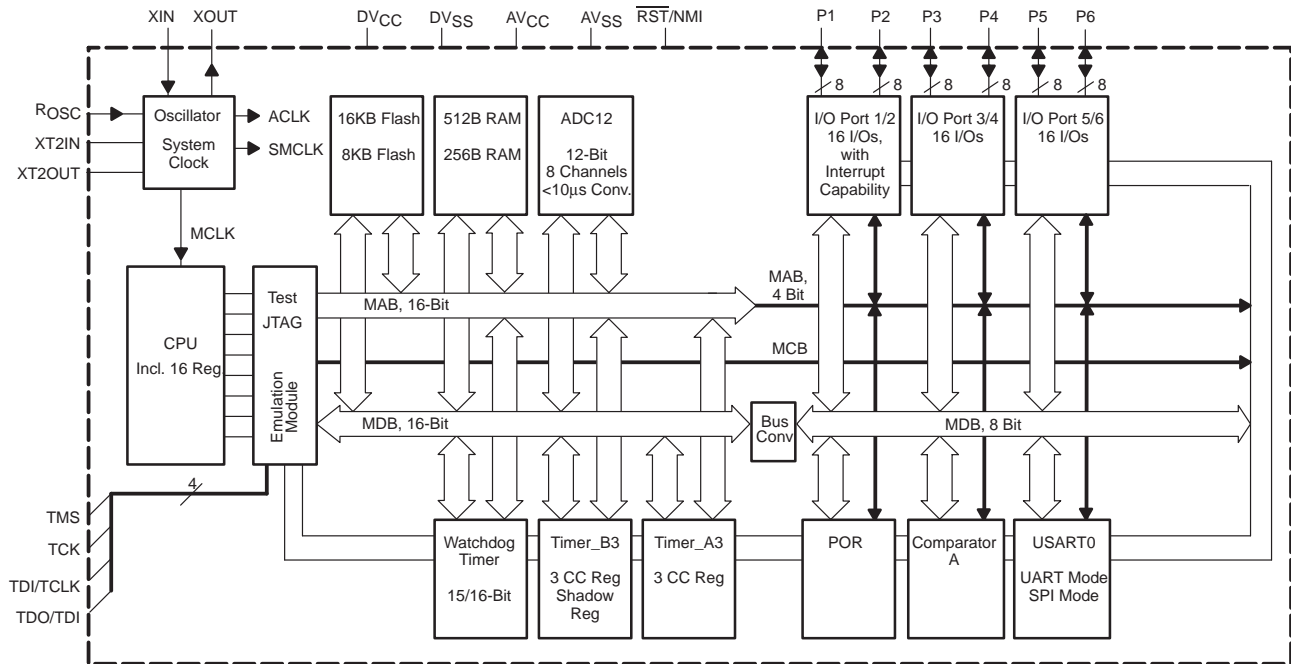 XIN
XOUT
DVCC
DVSS
AVCC
AVSS
RST/NMI
P1
P2
P3
P4
P5
P6
8
8
8
8
8
8
ROSC
XT2IN
XT2OUT
Oscillator
System
Clock
ACLK
SMCLK
16KB Flash
8KB Flash
512B RAM
256B RAM
ADC12
12-Bit
8 Channels
<10µs Conv.
I/O Port 1/2
16 I/Os,
with
Interrupt
Capability
I/O Port 3/4
16 I/Os
I/O Port 5/6
16 I/Os
MCLK
CPU
Incl. 16 Reg.
Test
JTAG
Emulation
Module
MAB, 16-Bit
MAB,
4 Bit
MCB
MDB, 16-Bit
Bus
Conv
MDB, 8 Bit
4
TMS
TCK
TDI/TCLK
TDO/TDI
Watchdog
Timer
15/16-Bit
Timer_B3
3 CC Reg
Shadow
Reg
Timer_A3
3 CC Reg
POR
Comparator
A
USART0
UART Mode
SPI Mode